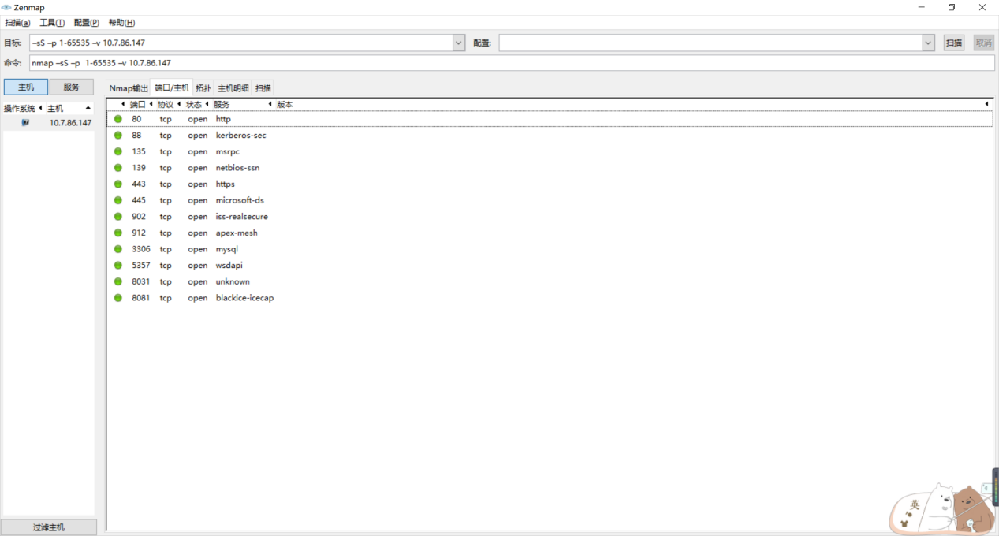 Zenmap
扫描(a) 工具(T) 配置(P) 帮助(H)
目标: –sS –p 1-65535 –v 10.7.86.147 配置: 扫描 取消
命令: nmap –sS –p 1-65535 –v 10.7.86.147
主机 服务 Nmap输出 端口/主机 拓扑 主机明细 扫描
操作系统 主机 端口 协议 状态 服务 版本
10.7.86.147
80 tcp open http
88 tcp open kerberos-sec
135 tcp open msrpc
139 tcp open netbios-ssn
443 tcp open https
445 tcp open microsoft-ds
902 tcp open iss-realsecure
912 tcp open apex-mesh
3306 tcp open mysql
5357 tcp open wsdapi
8031 tcp open unknown
8081 tcp open blackice-icecap
英
过滤主机